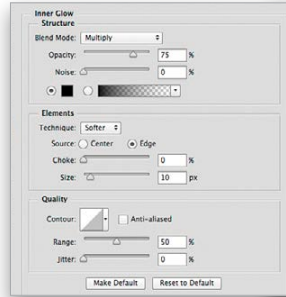 Inner Glow
Structure
Blend Mode: Multiply
Opacity: 75 %
Noise: 0 %
Elements
Technique: Softer
Source: Center Edge
Choke: 0 %
Size: 10 px
Quality
Contour: Anti-aliased
Range: 50 %
Jitter: 0 %
Make Default Reset to Default